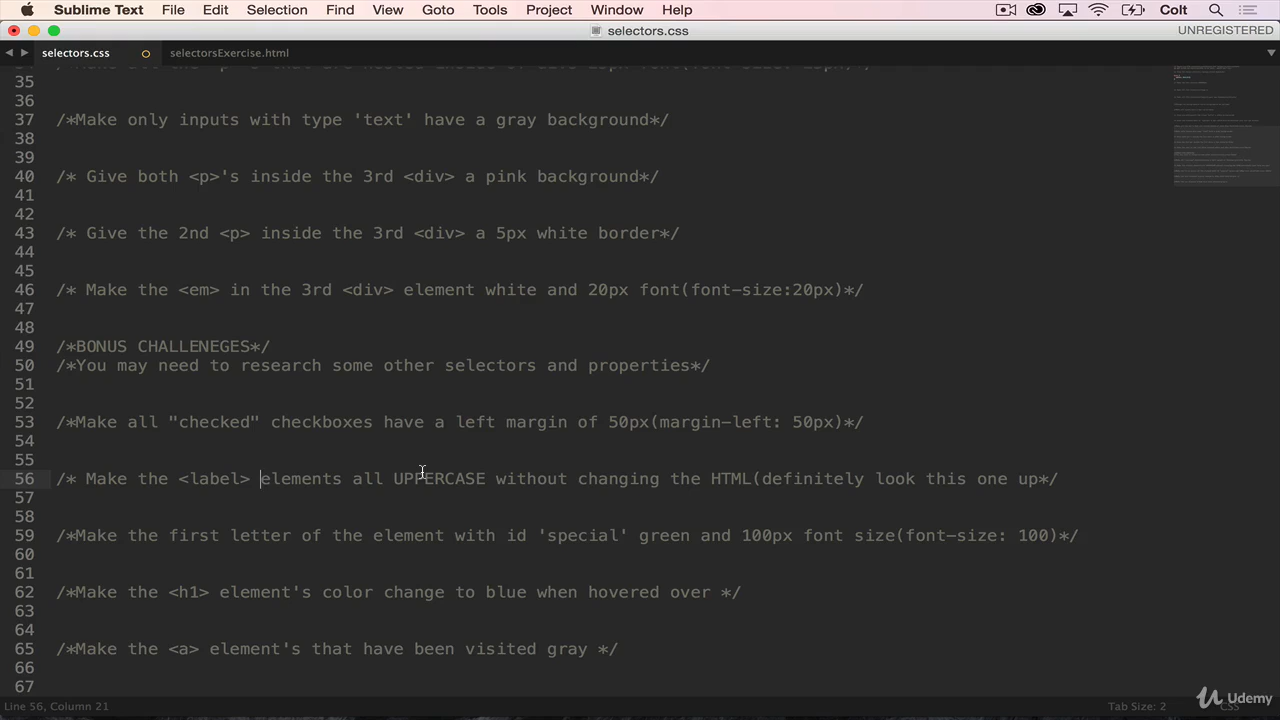 Sublime Text File Edit Selection Find View Goto Tools Project Window Help Colt
selectors.css UNREGISTERED
selectors.css selectorsExercise.html
35
36
37 /*Make only inputs with type 'text' have a gray background*/
38
39
40 /* Give both <p>'s inside the 3rd <div> a pink background*/
41
42
43 /* Give the 2nd <p> inside the 3rd <div> a 5px white border*/
44
45
46 /* Make the <em> in the 3rd <div> element white and 20px font(font-size:20px)*/
47
48
49 /*BONUS CHALLENEGES*/
50 /*You may need to research some other selectors and properties*/
51
52
53 /*Make all "checked" checkboxes have a left margin of 50px(margin-left: 50px)*/
54
55
56 /* Make the <label> elements all UPPERCASE without changing the HTML(definitely look this one up*/
57
58
59 /*Make the first letter of the element with id 'special' green and 100px font size(font-size: 100)*/
60
61
62 /*Make the <h1> element's color change to blue when hovered over */
63
64
65 /*Make the <a> element's that have been visited gray */
66
67
Line 56, Column 21 Tab Size: 2 CSS
Udemy